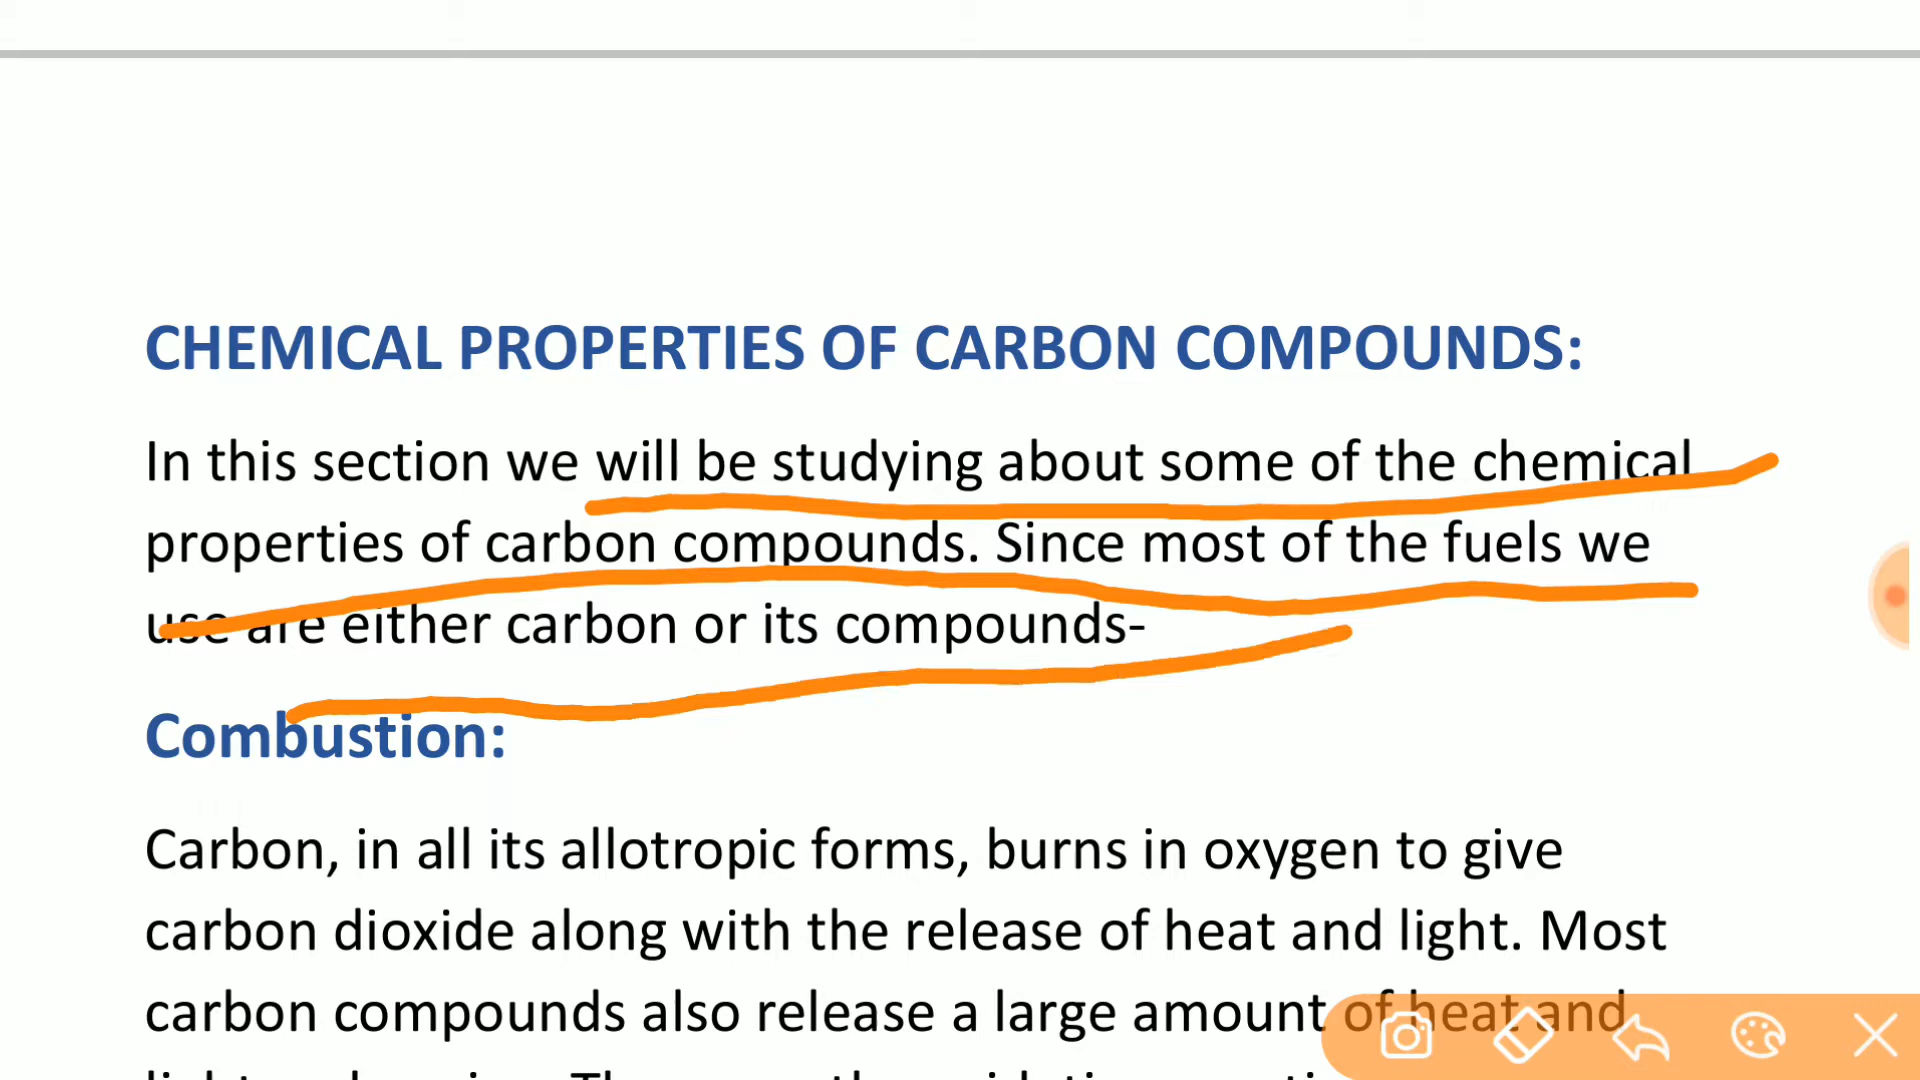 CHEMICAL PROPERTIES OF CARBON COMPOUNDS:
In this section we will be studying about some of the chemical
properties of carbon compounds. Since most of the fuels we
use are either carbon or its compounds-
Combustion:
Carbon, in all its allotropic forms, burns in oxygen to give
carbon dioxide along with the release of heat and light. Most
carbon compounds also release a large amount of heat and